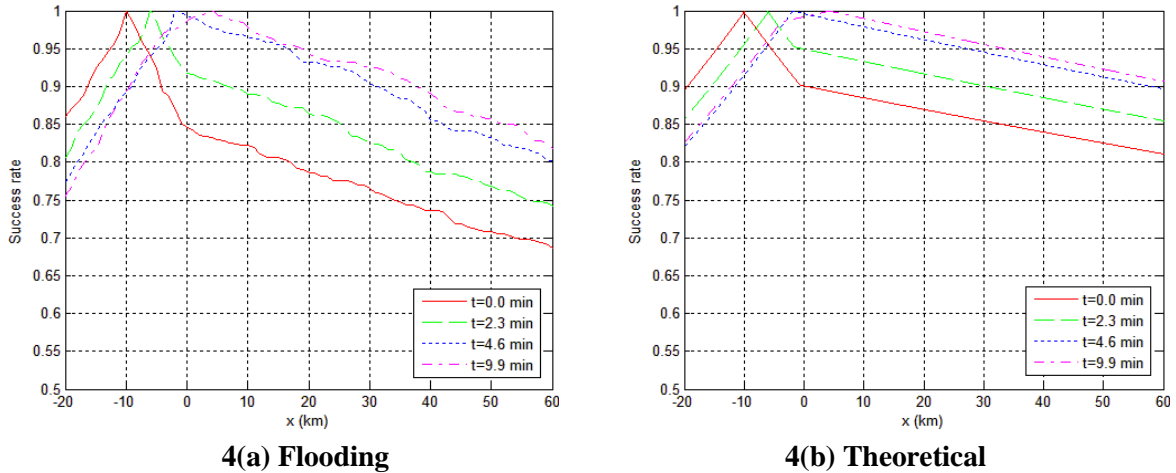 1
0.95
0.9
0.85
0.8
0.75
0.7
0.65
0.6
0.55
0.5
Success rate
-20 -10 0 10 20 30 40 50 60
x (km)
t=0.0 min
t=2.3 min
t=4.6 min
t=9.9 min
4(a) Flooding
1
0.95
0.9
0.85
0.8
0.75
0.7
0.65
0.6
0.55
0.5
Success rate
-20 -10 0 10 20 30 40 50 60
x (km)
t=0.0 min
t=2.3 min
t=4.6 min
t=9.9 min
4(b) Theoretical